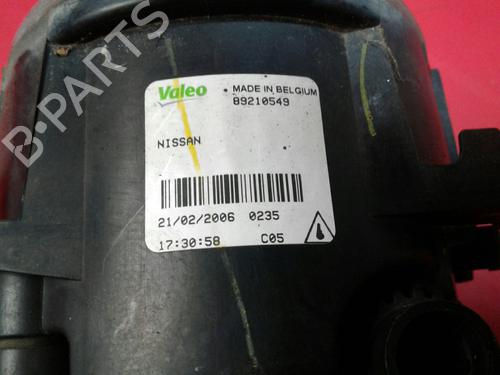 Valeo MADE IN BELGIUM
89210549
NISSAN
21/02/2006 0235
17:30:58 C05
B-PARTS